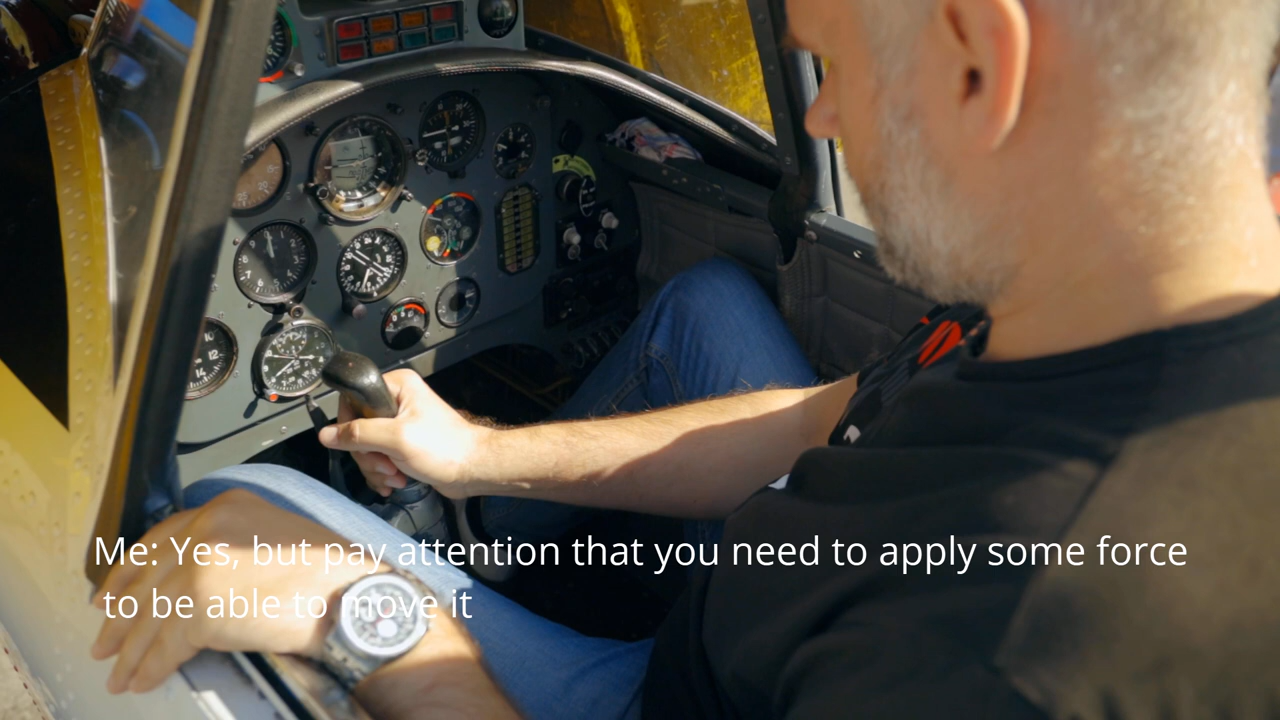 Me: Yes, but pay attention that you need to apply some force
to be able to move it